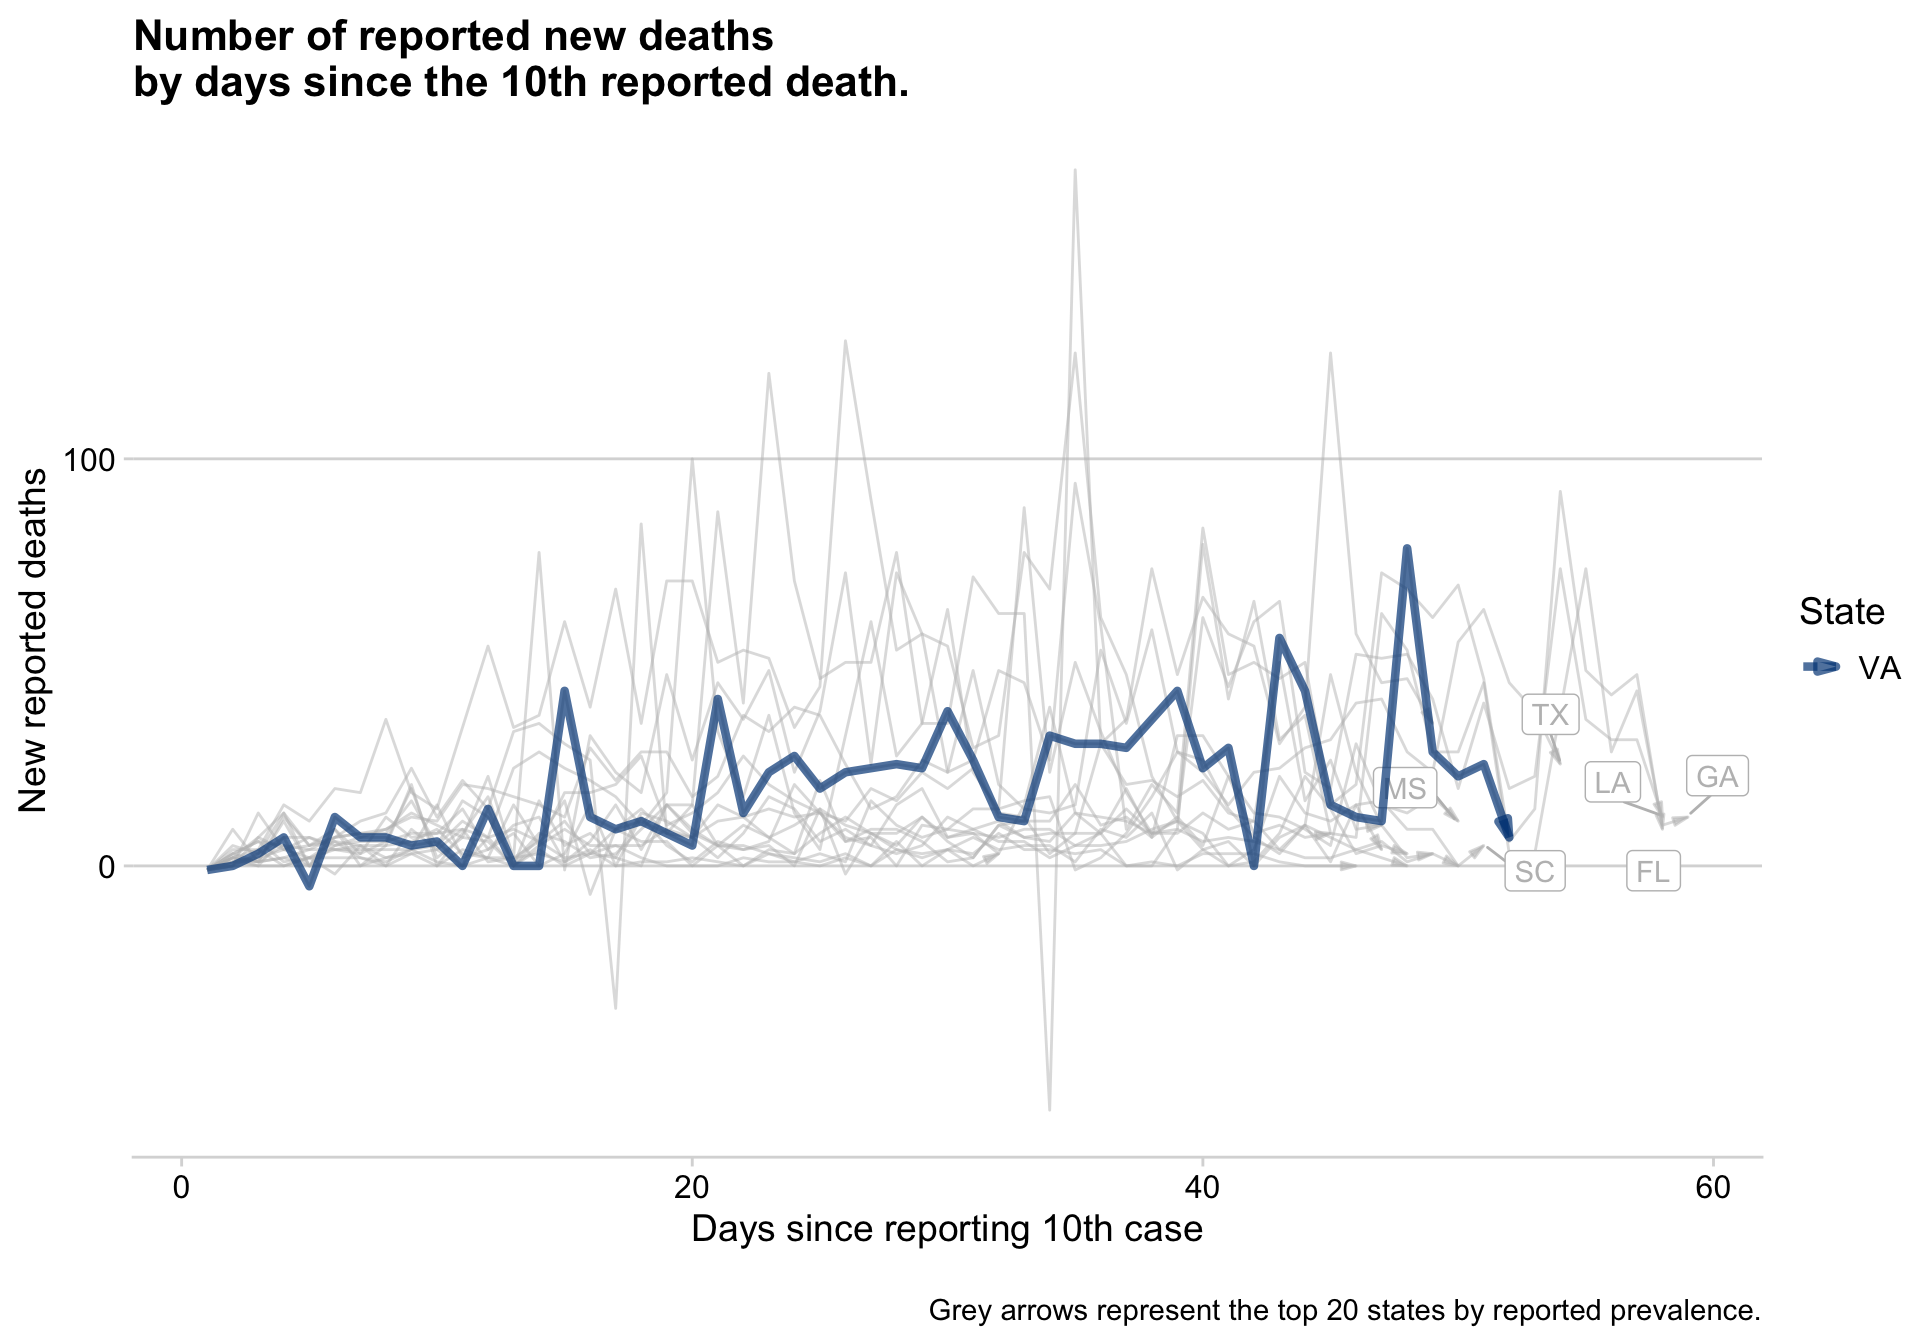 Number of reported new deaths
by days since the 10th reported death.
New reported deaths
100
0
TX
MS
LA
GA
SC
FL
State
VA
0
20
40
60
Days since reporting 10th case
Grey arrows represent the top 20 states by reported prevalence.